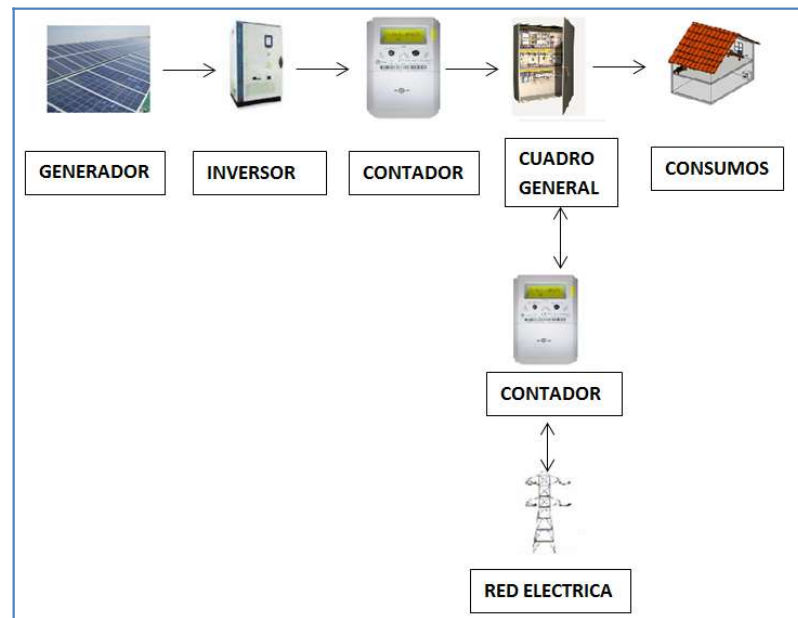 GENERADOR
INVERSOR
CONTADOR
CUADRO
GENERAL
CONSUMOS
CONTADOR
RED ELECTRICA